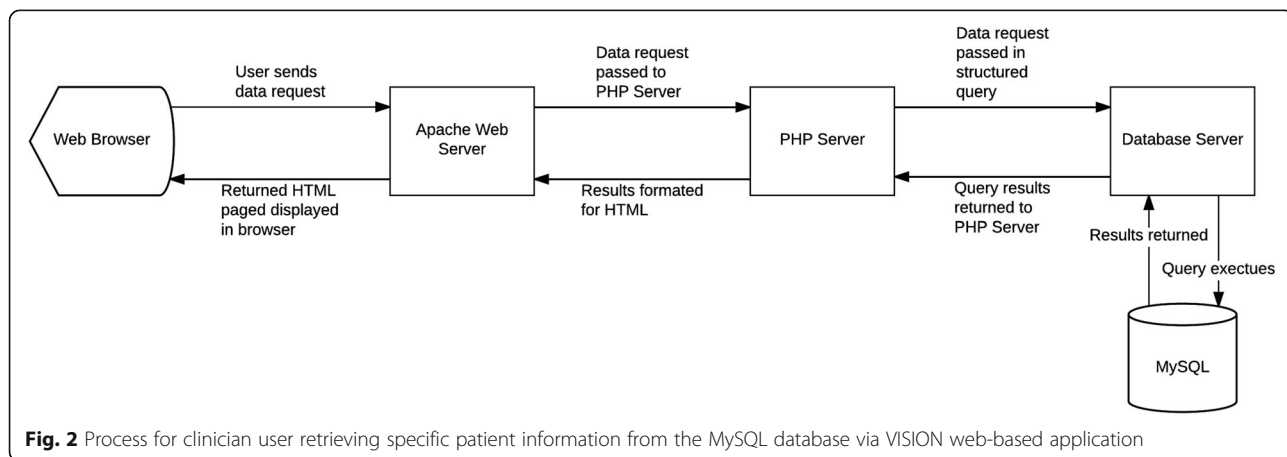 User sends
data request
Data request
passed to
PHP Server
Data request
passed in
structured
query
Web Browser
Apache Web
Server
PHP Server
Database Server
Returned HTML
paged displayed
in browser
Results formated
for HTML
Query results
returned to
PHP Server
Results returned
Query exectues
MySQL
Fig. 2 Process for clinician user retrieving specific patient information from the MySQL database via VISION web-based application